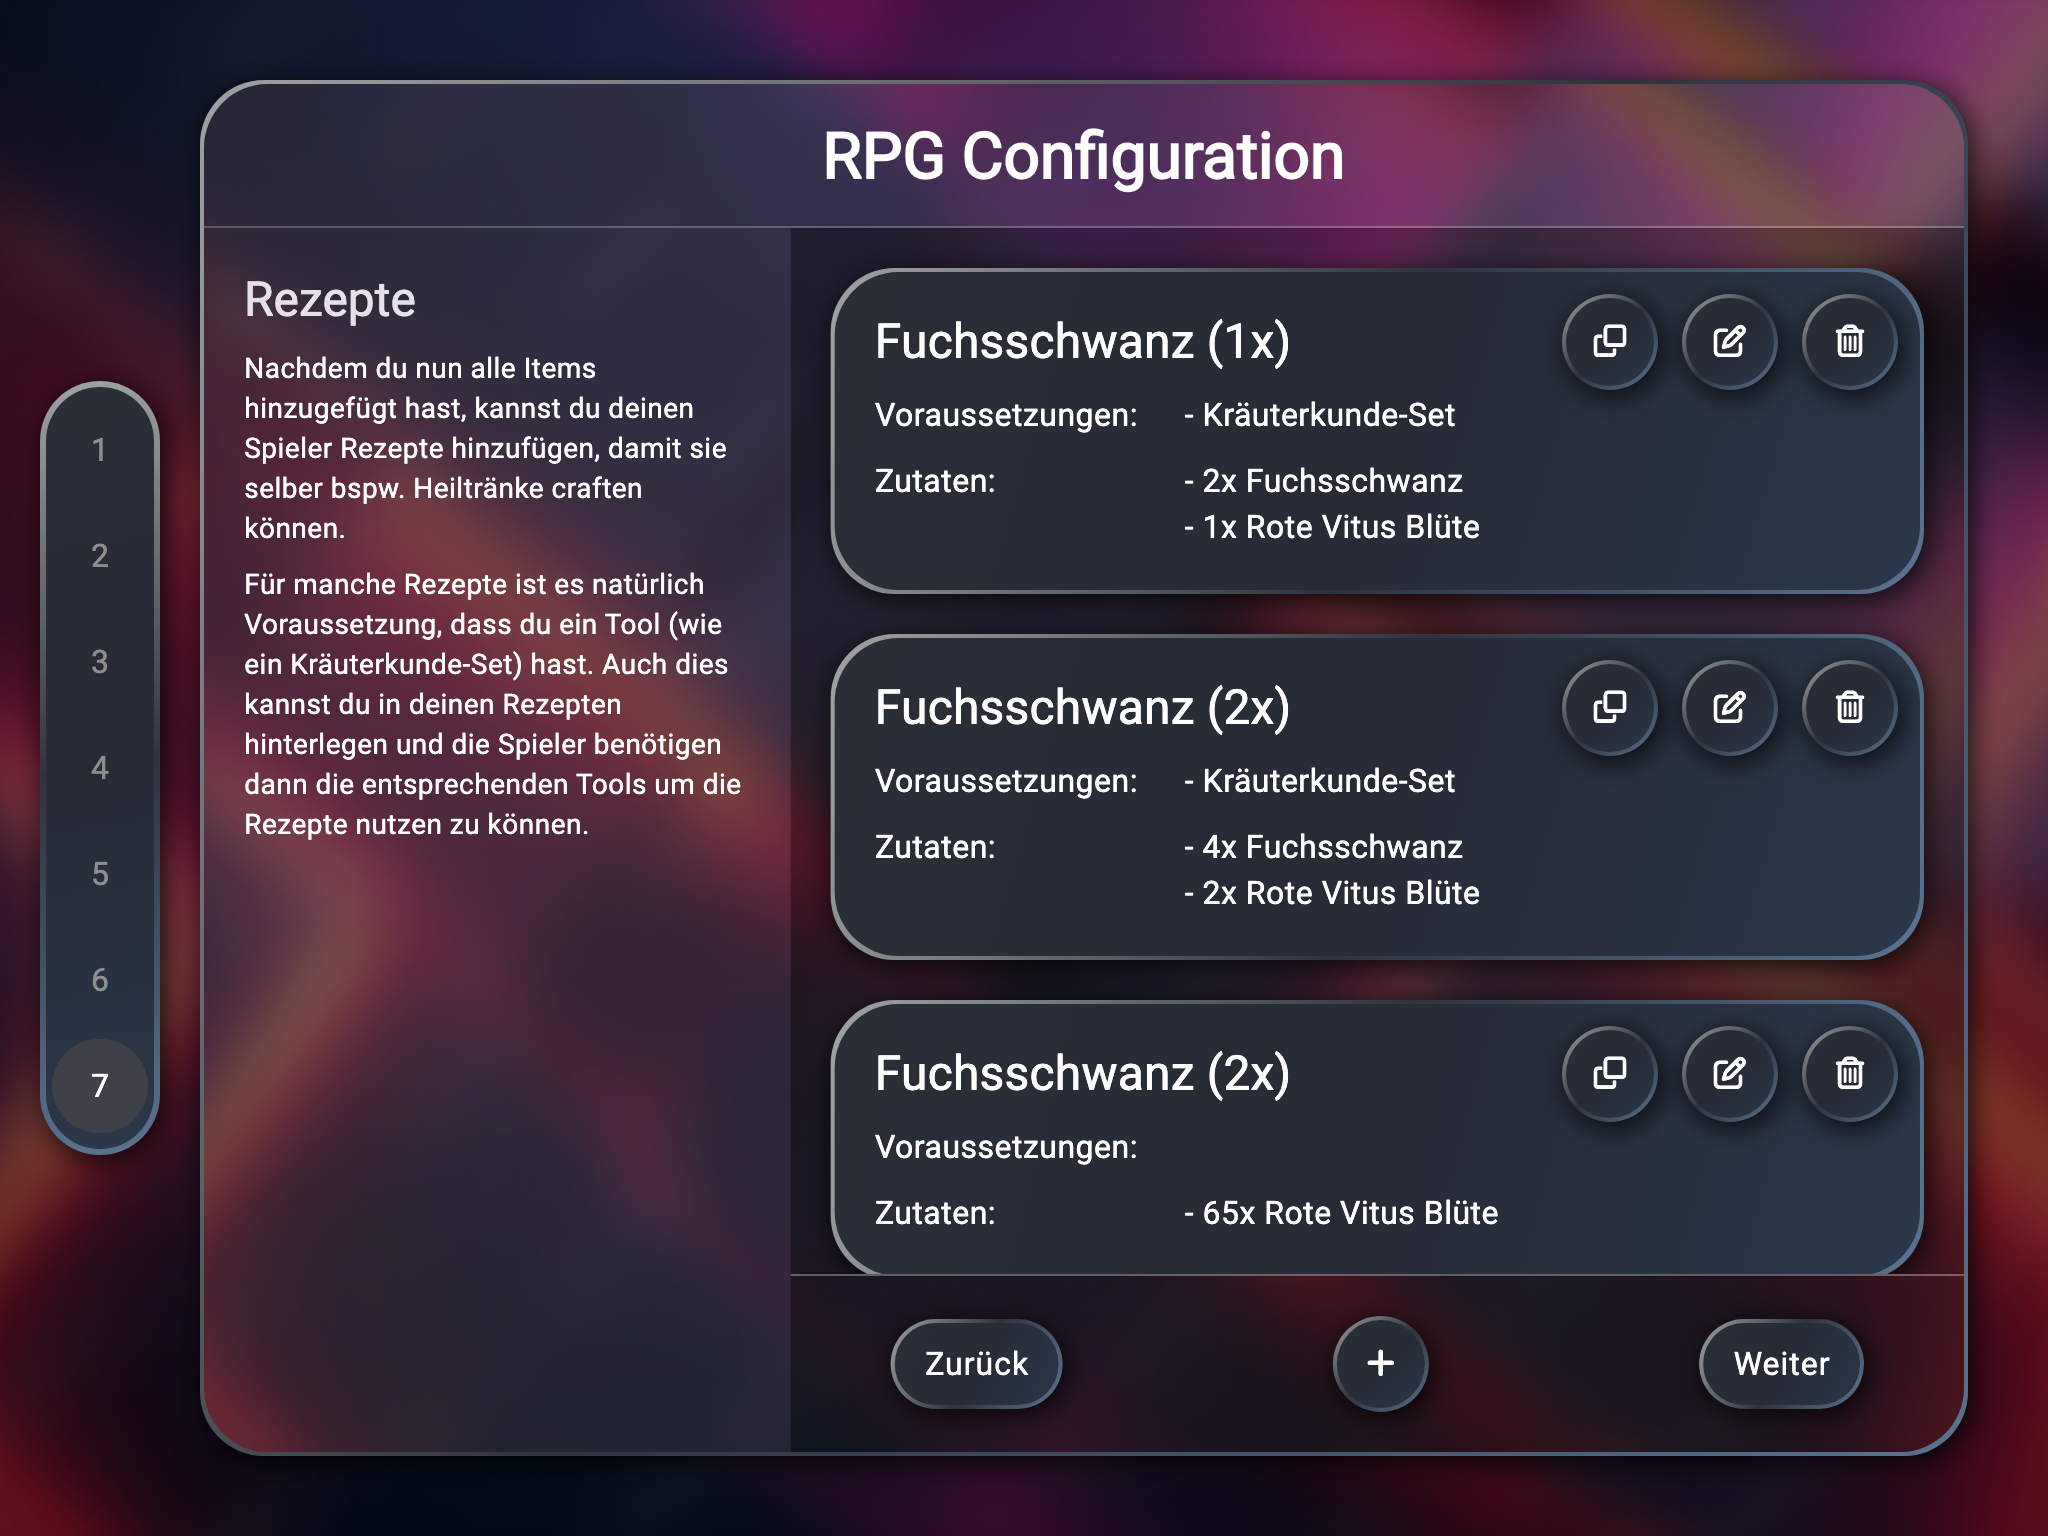 RPG Configuration
1
2
3
4
5
6
7
Rezepte
Nachdem du nun alle Items
hinzugefügt hast, kannst du deinen
Spieler Rezepte hinzufügen, damit sie
selber bspw. Heiltränke craften
können.
Für manche Rezepte ist es natürlich
Voraussetzung, dass du ein Tool (wie
ein Kräuterkunde-Set) hast. Auch dies
kannst du in deinen Rezepten
hinterlegen und die Spieler benötigen
dann die entsprechenden Tools um die
Rezepte nutzen zu können.
Fuchsschwanz (1x)
Voraussetzungen: - Kräuterkunde-Set
Zutaten: - 2x Fuchsschwanz
- 1x Rote Vitus Blüte
Fuchsschwanz (2x)
Voraussetzungen: - Kräuterkunde-Set
Zutaten: - 4x Fuchsschwanz
- 2x Rote Vitus Blüte
Fuchsschwanz (2x)
Voraussetzungen:
Zutaten: - 65x Rote Vitus Blüte
Zurück + Weiter